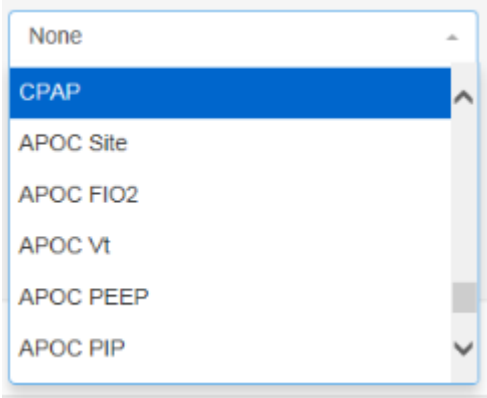 None
CPAP
APOC Site
APOC FIO2
APOC Vt
APOC PEEP
APOC PIP